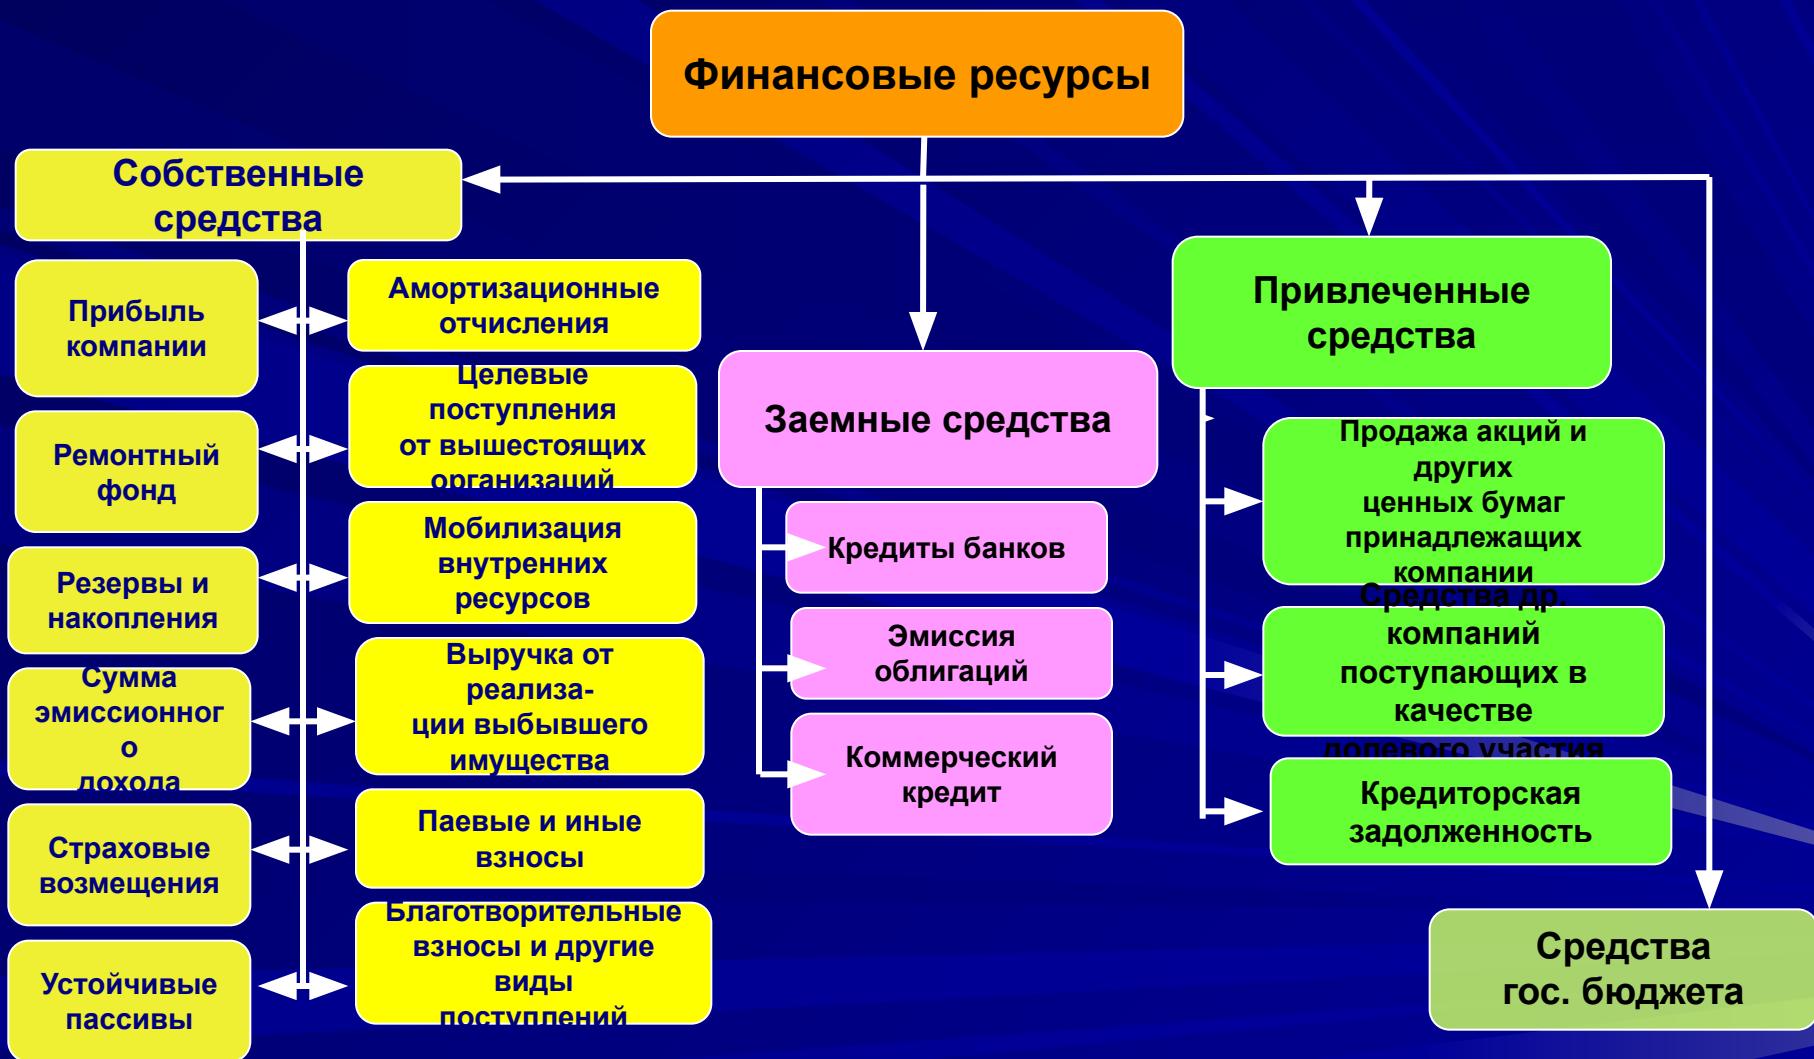 Финансовые ресурсы
Собственные
средства
Прибыль
компании
Амортизационные
отчисления
Ремонтный
фонд
Целевые
поступления
от вышестоящих
организаций
Резервы и
накопления
Мобилизация
внутренних
ресурсов
Сумма
эмиссионног
о
дохода
Выручка от
реализа-
ции выбывшего
имущества
Страховые
возмещения
Паевые и иные
взносы
Устойчивые
пассивы
Благотворительные
взносы и другие
виды
поступлений
Заемные средства
Кредиты банков
Эмиссия
облигаций
Коммерческий
кредит
Привлеченные
средства
Продажа акций и
других
ценных бумаг
принадлежащих
компании
Средства др.
компаний
поступающих в
качестве
долевого участия
Кредиторская
задолженность
Средства
гос. бюджета